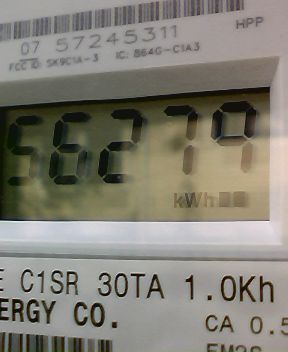 HPP
07 57245311
FCC ID: SK9C1A-3 IC: 864G-C1A3
56279
kWh
E C1SR 30TA 1.0Kh
ERGY CO.
CA 0.5